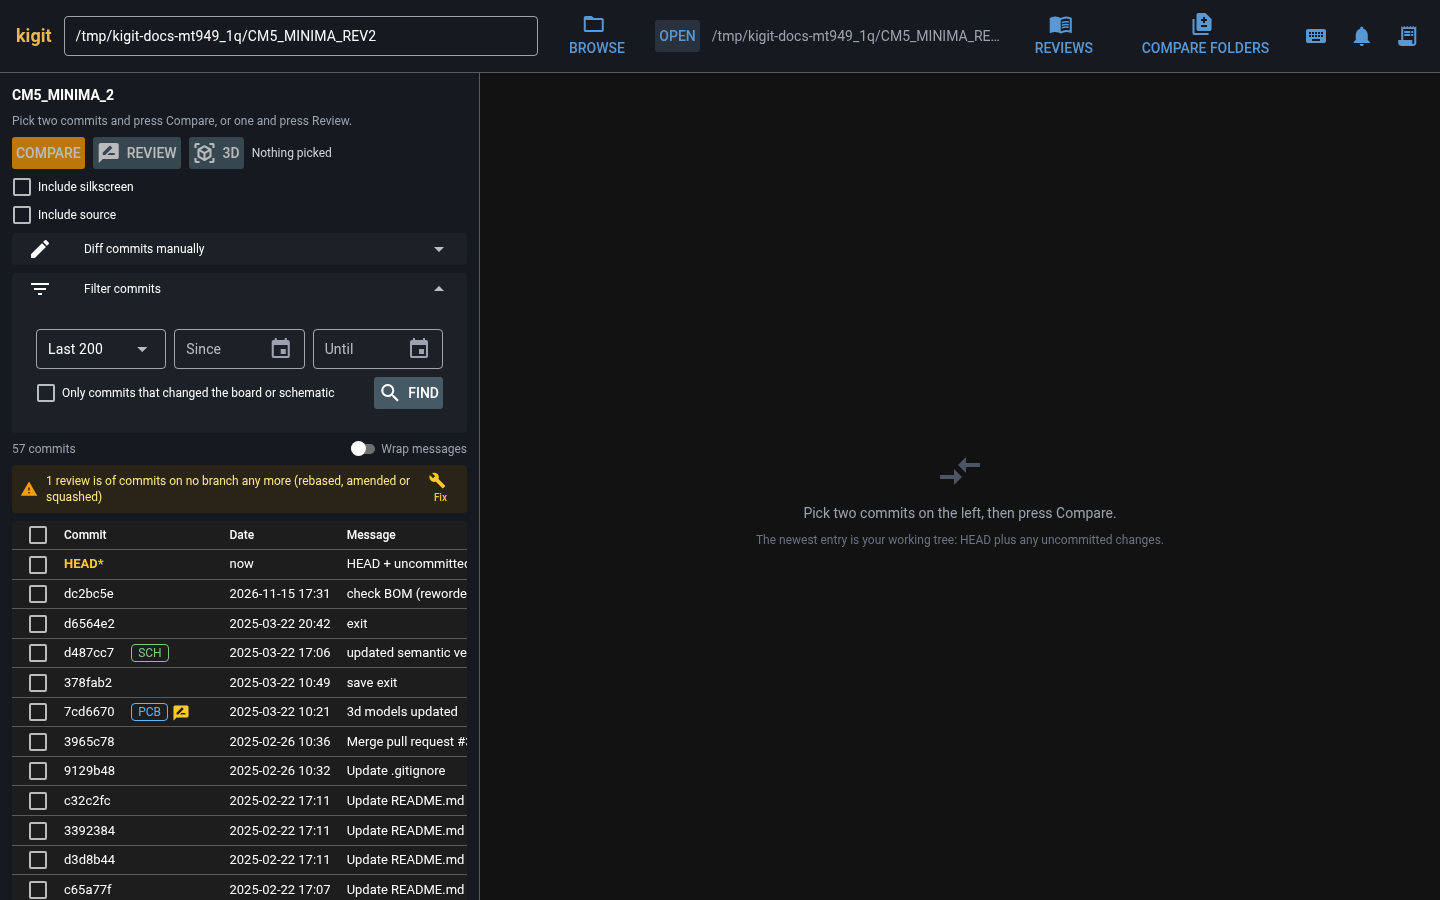 kigit
/tmp/kigit-docs-mt949_1q/CM5_MINIMA_REV2
BROWSE
OPEN
/tmp/kigit-docs-mt949_1q/CM5_MINIMA_RE...
REVIEWS
COMPARE FOLDERS
CM5_MINIMA_2
Pick two commits and press Compare, or one and press Review.
COMPARE
REVIEW
3D
Nothing picked
Include silkscreen
Include source
Diff commits manually
Filter commits
Last 200
Since
Until
Only commits that changed the board or schematic
FIND
57 commits
Wrap messages
1 review is of commits on no branch any more (rebased, amended or
squashed)
Fix
Commit Date Message
HEAD* now HEAD + uncommitted
dc2bc5e 2026-11-15 17:31 check BOM (reworde
d6564e2 2025-03-22 20:42 exit
d487cc7 SCH 2025-03-22 17:06 updated semantic ve
378fab2 2025-03-22 10:49 save exit
7cd6670 PCB 2025-03-22 10:21 3d models updated
3965c78 2025-02-26 10:36 Merge pull request #
9129b48 2025-02-26 10:32 Update .gitignore
c32c2fc 2025-02-22 17:11 Update README.md
3392384 2025-02-22 17:11 Update README.md
d3d8b44 2025-02-22 17:11 Update README.md
c65a77f 2025-02-22 17:07 Update README.md
Pick two commits on the left, then press Compare.
The newest entry is your working tree: HEAD plus any uncommitted changes.